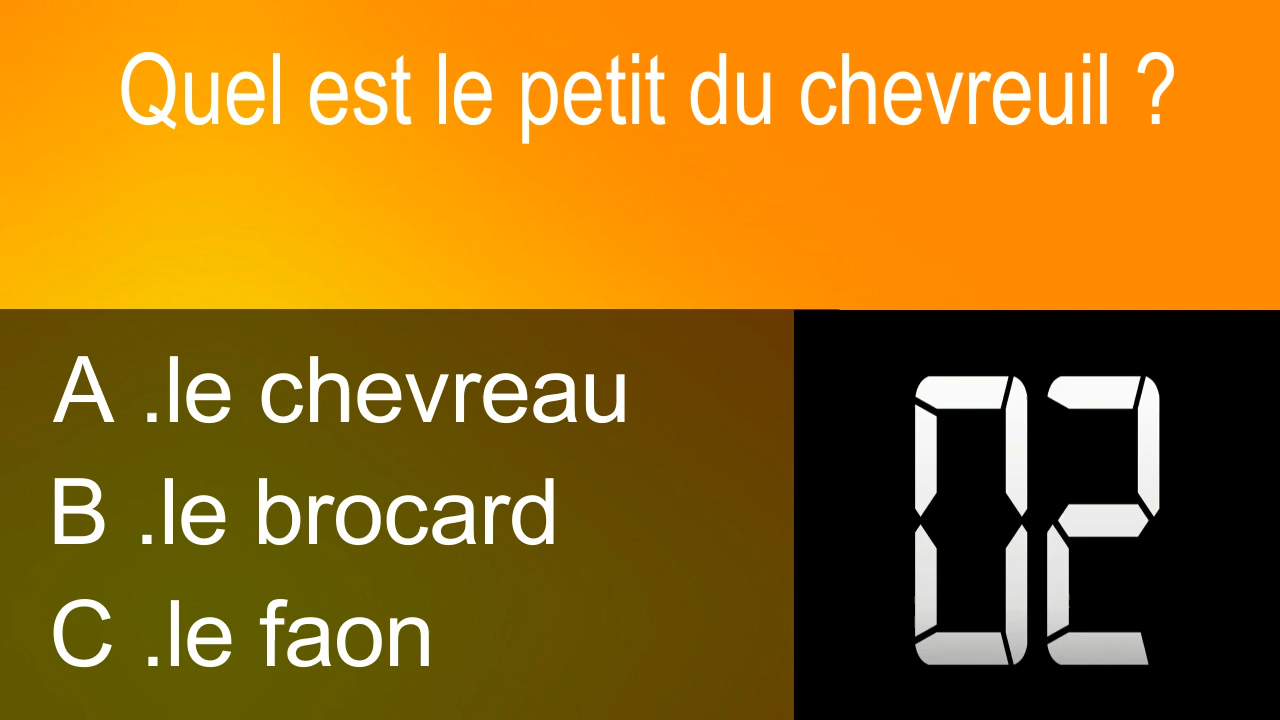 Quel est le petit du chevreuil ?
A .le chevreau
B .le brocard
C .le faon
02